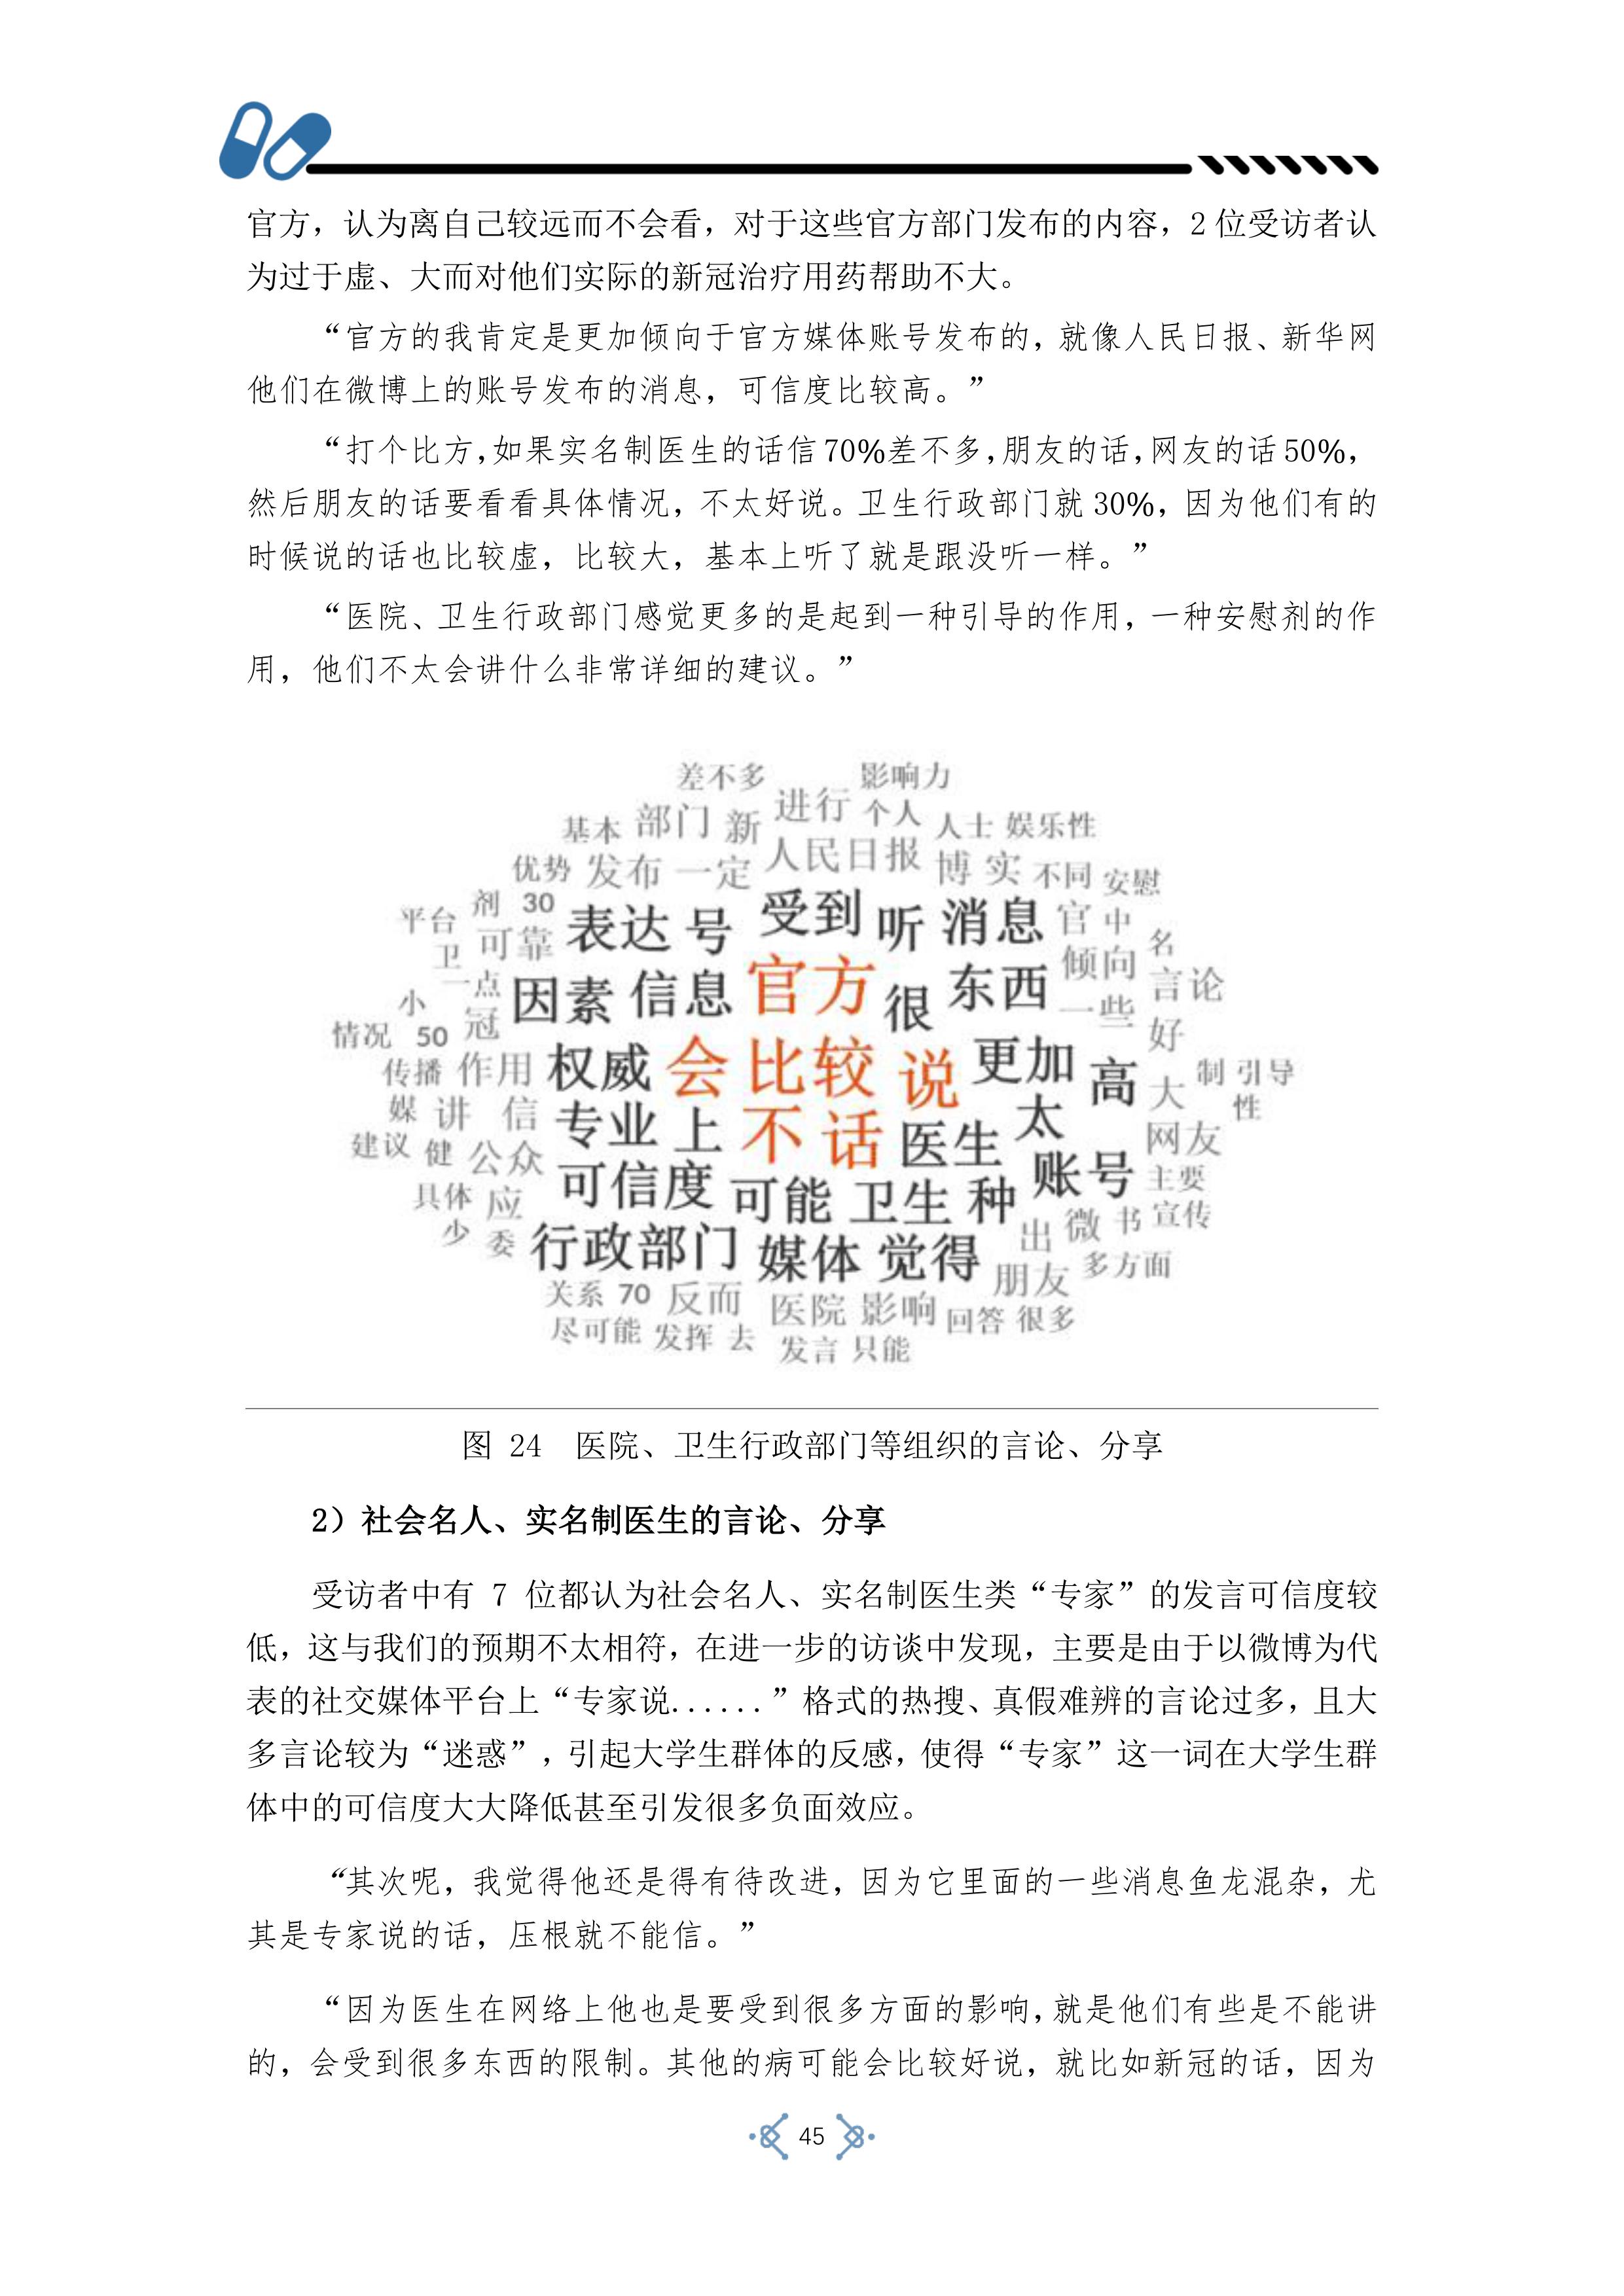 官方，认为离自己较远而不会看，对于这些官方部门发布的内容，2 位受访者认
为过于虚、大而对他们实际的新冠治疗用药帮助不大。
“官方的我肯定是更加倾向于官方媒体账号发布的，就像人民日报、新华网
他们在微博上的账号发布的消息，可信度比较高。”
“打个比方，如果实名制医生的话信 70%差不多，朋友的话，网友的话 50%，
然后朋友的话要看看具体情况，不太好说。卫生行政部门就 30%，因为他们有的
时候说的话也比较虚，比较大，基本上听了就是跟没听一样。”
“医院、卫生行政部门感觉更多的是起到一种引导的作用，一种安慰剂的作
用，他们不太会讲什么非常详细的建议。”
差不多 影响力
基本 部门 新 进行 个人 人士 娱乐性
优势 发布 一定 人民日报 博 实 不同 安慰
平台 剂 30 表达 号 受到 听 消息 官 中
卫 可靠 倾向 名
一点 因素 信息 官方 很 东西 一些 言论
小 冠 好
情况 50
传播 作用 权威 会 比较 说 更加 高 大 制 引导
媒 讲 信 专业 上 不 话 医生 太 网友 性
建议 健 公众 可信度 可能 卫生 种 账号 主要
具体 应 出 微 书 宣传
少 委 行政部门 媒体 觉得 朋友 多方面
关系 70 反而 医院 影响 回答 很多
尽可能 发挥 去 发言 只能
图 24 医院、卫生行政部门等组织的言论、分享
2）社会名人、实名制医生的言论、分享
受访者中有 7 位都认为社会名人、实名制医生类“专家”的发言可信度较
低，这与我们的预期不太相符，在进一步的访谈中发现，主要是由于以微博为代
表的社交媒体平台上“专家说......”格式的热搜、真假难辨的言论过多，且大
多言论较为“迷惑”，引起大学生群体的反感，使得“专家”这一词在大学生群
体中的可信度大大降低甚至引发很多负面效应。
“其次呢，我觉得他还是得有待改进，因为它里面的一些消息鱼龙混杂，尤
其是专家说的话，压根就不能信。”
“因为医生在网络上他也是要受到很多方面的影响，就是他们有些是不能讲
的，会受到很多东西的限制。其他的病可能会比较好说，就比如新冠的话，因为
45